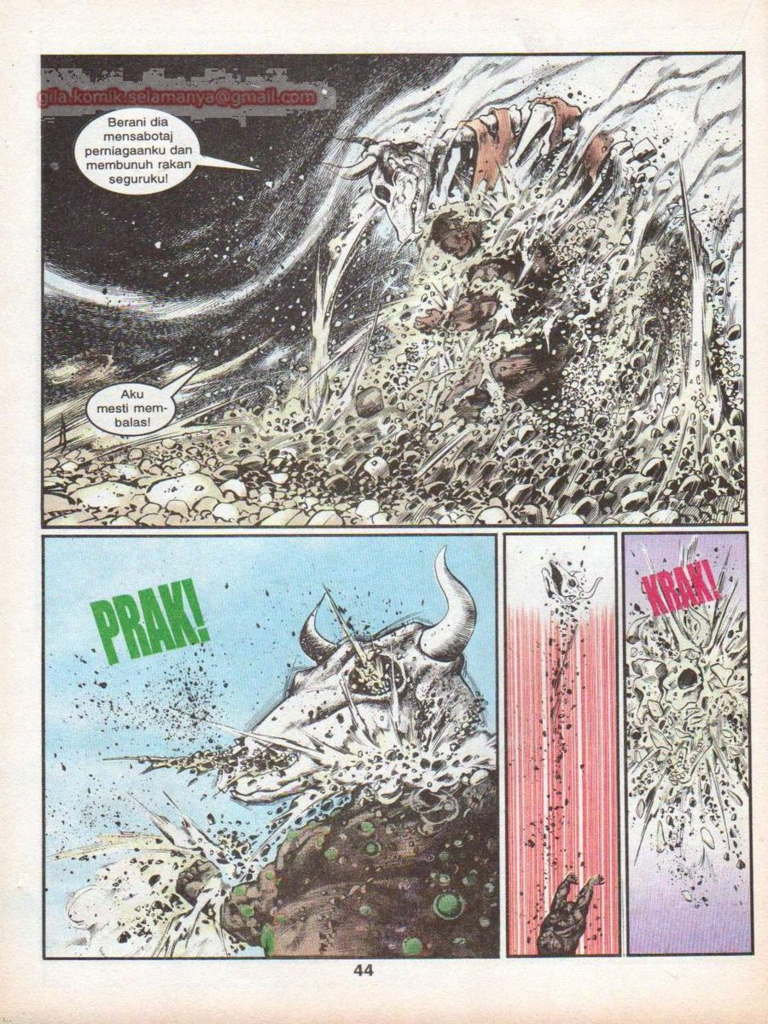 gila.komik.selamanya@gmail.com
Berani dia
mensabotaj
perniagaanku dan
membunuh rakan
seguruku!
Aku
mesti mem-
balas!
PRAK!
KRAK!
44